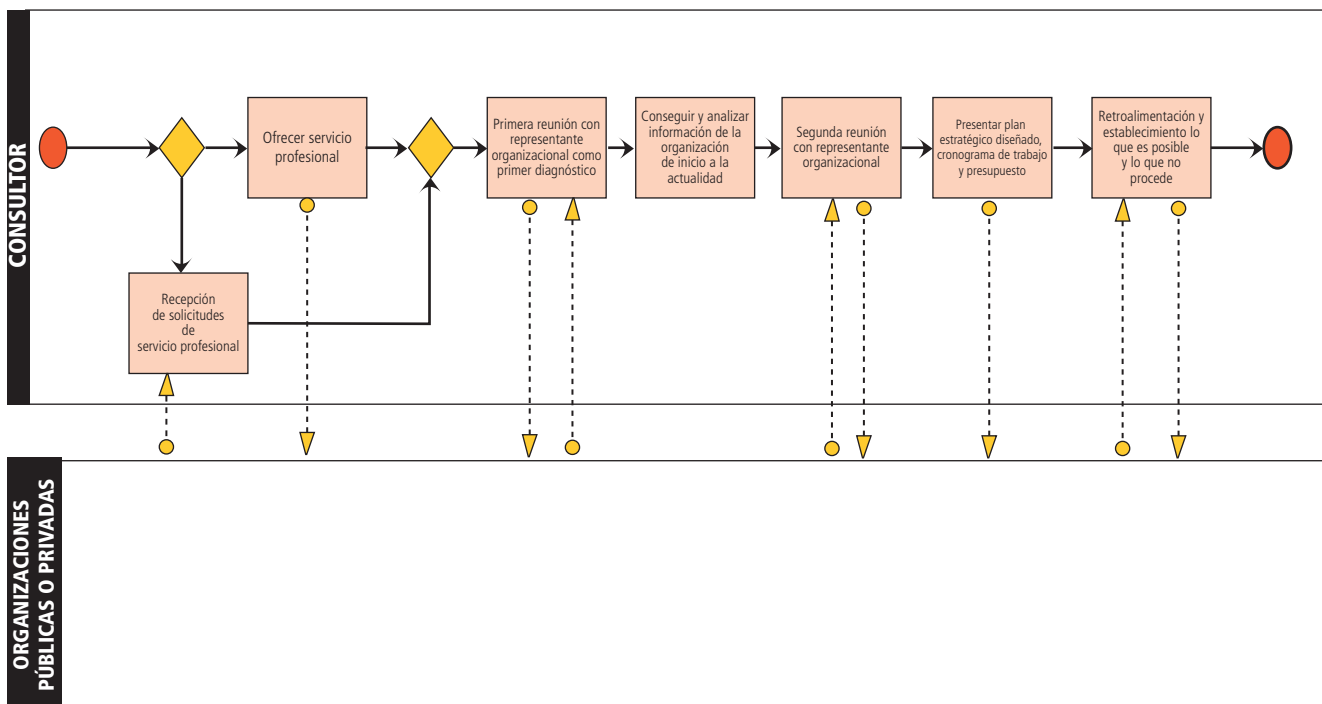 CONSULTOR
Ofrecer servicio
profesional
Recepción
de solicitudes
de
servicio profesional
Primera reunión con
representante
organizacional como
primer diagnóstico
Conseguir y analizar
información de la
organización
de inicio a la
actualidad
Segunda reunión
con representante
organizacional
Presentar plan
estratégico diseñado,
cronograma de trabajo
y presupuesto
Retroalimentación y
establecimiento lo
que es posible
y lo que no
procede
ORGANIZACIONES
PÚBLICAS O PRIVADAS